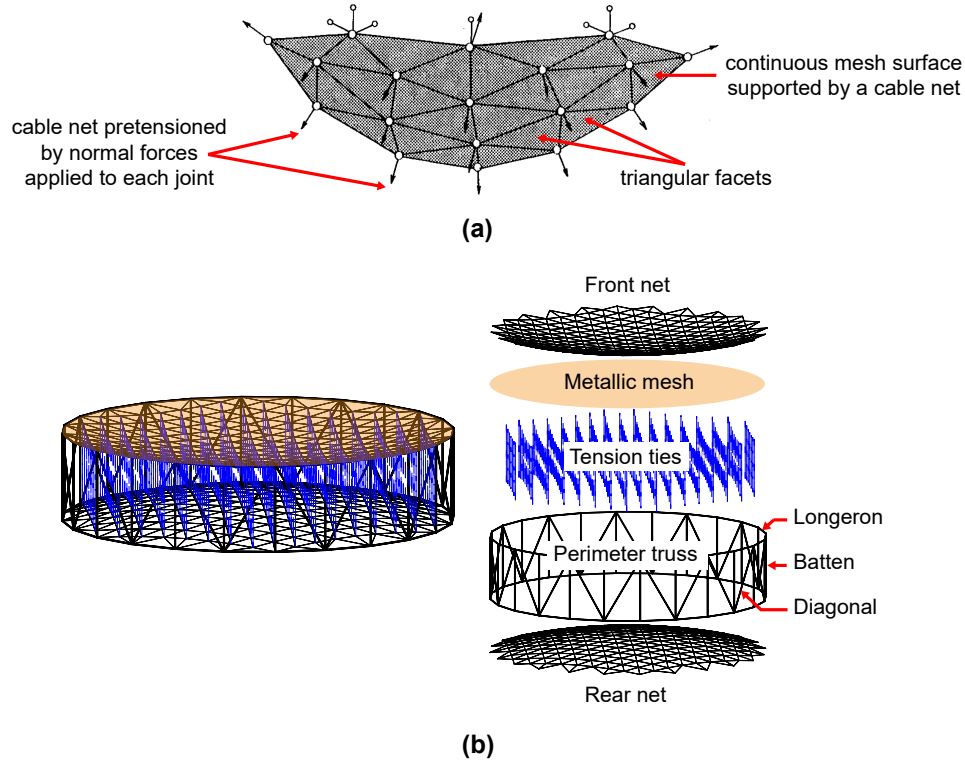 continuous mesh surface
supported by a cable net
cable net pretensioned
by normal forces
applied to each joint
triangular facets
(a)
Front net
Metallic mesh
Tension ties
Longeron
Perimeter truss
Batten
Diagonal
Rear net
(b)